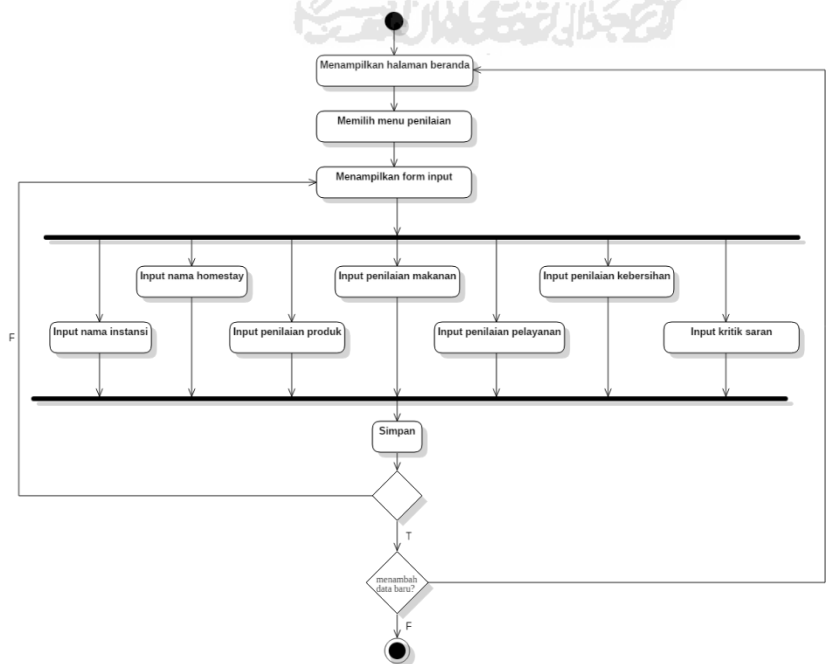 Menampilkan halaman beranda
Memilih menu penilaian
Menampilkan form input
Input nama homestay
Input penilaian makanan
Input penilaian kebersihan
Input nama instansi
Input penilaian produk
Input penilaian pelayanan
Input kritik saran
F
Simpan
T
menambah
data baru?
F